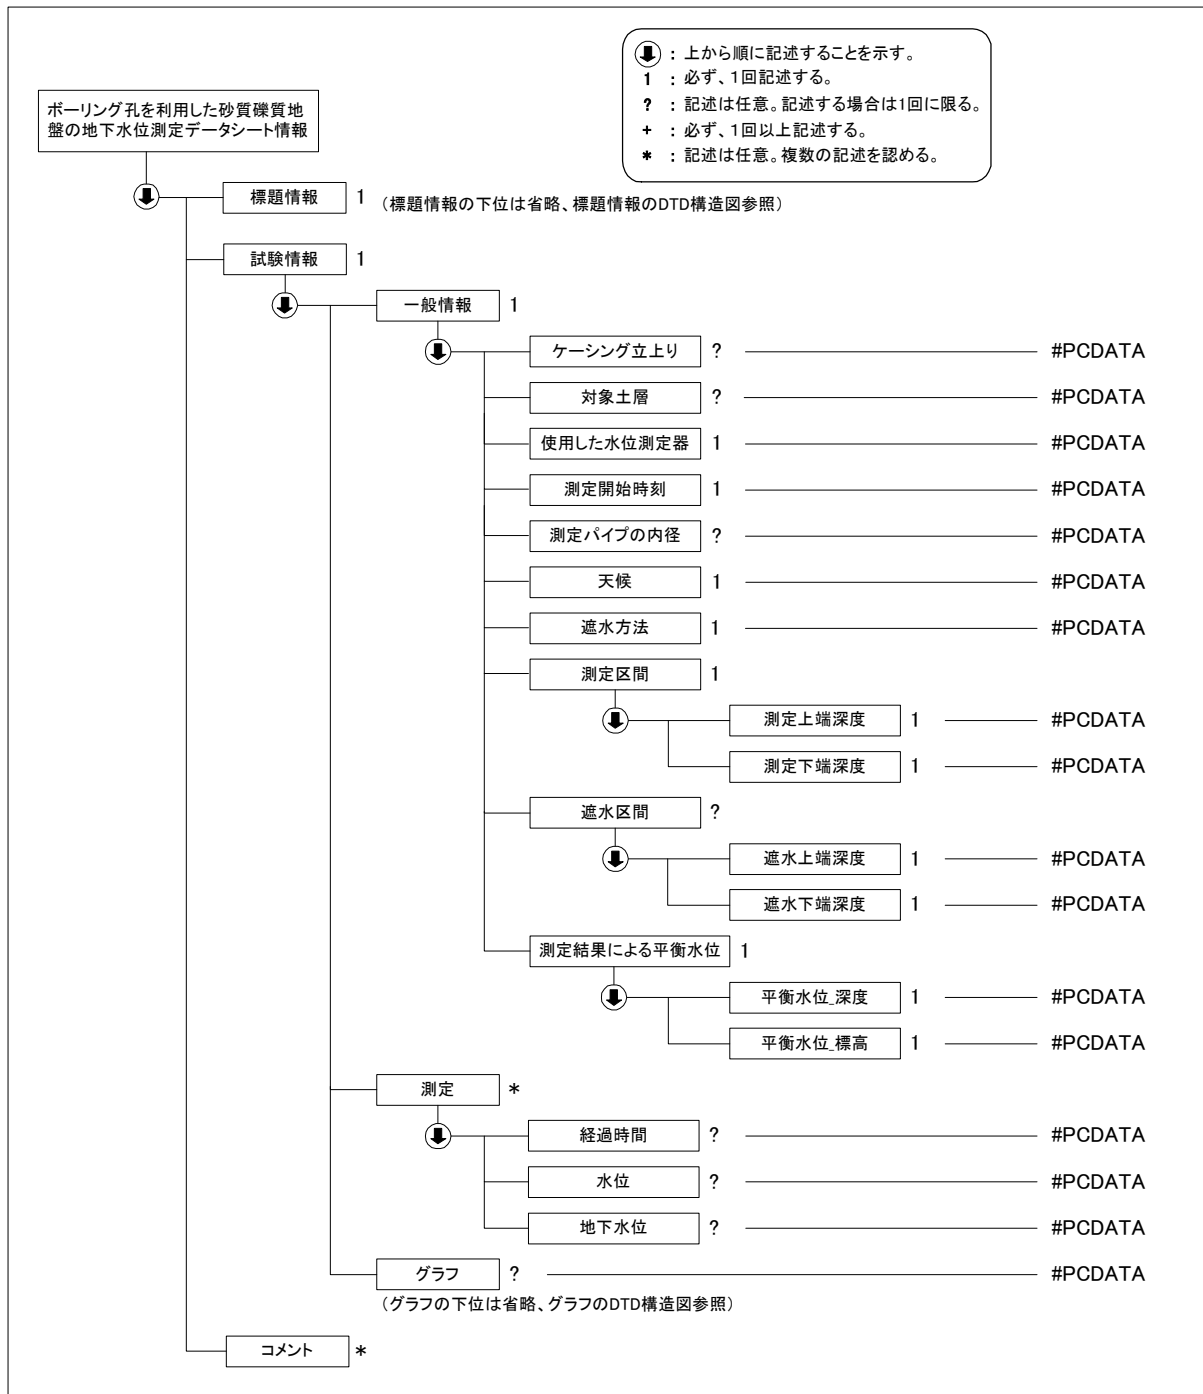 ：上から順に記述することを示す。
1：必ず、1回記述する。
?：記述は任意。記述する場合は1回に限る。
+：必ず、1回以上記述する。
*：記述は任意。複数の記述を認める。
ボーリング孔を利用した砂質礫質地
盤の地下水位測定データシート情報
標題情報 1 (標題情報の下位は省略、標題情報のDTD構造図参照)
試験情報 1
一般情報 1
ケーシング立上り ? #PCDATA
対象土層 ? #PCDATA
使用した水位測定器 1 #PCDATA
測定開始時刻 1 #PCDATA
測定パイプの内径 ? #PCDATA
天候 1 #PCDATA
遮水方法 1 #PCDATA
測定区間 1
測定上端深度 1 #PCDATA
測定下端深度 1 #PCDATA
遮水区間 ?
遮水上端深度 1 #PCDATA
遮水下端深度 1 #PCDATA
測定結果による平衡水位 1
平衡水位_深度 1 #PCDATA
平衡水位_標高 1 #PCDATA
測定 *
経過時間 ? #PCDATA
水位 ? #PCDATA
地下水位 ? #PCDATA
グラフ ? #PCDATA
(グラフの下位は省略、グラフのDTD構造図参照)
コメント *